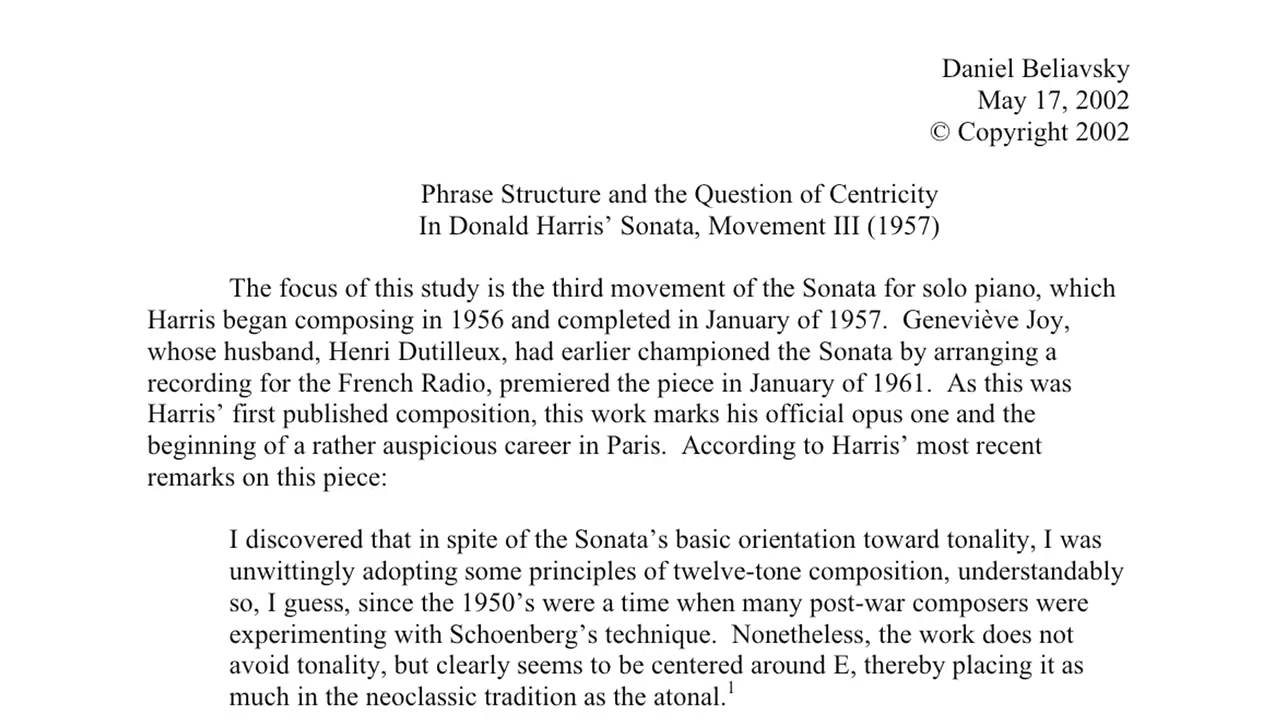 Daniel Beliavsky
May 17, 2002
© Copyright 2002
Phrase Structure and the Question of Centricity
In Donald Harris’ Sonata, Movement III (1957)
The focus of this study is the third movement of the Sonata for solo piano, which
Harris began composing in 1956 and completed in January of 1957.  Geneviève Joy,
whose husband, Henri Dutilleux, had earlier championed the Sonata by arranging a
recording for the French Radio, premiered the piece in January of 1961.  As this was
Harris’ first published composition, this work marks his official opus one and the
beginning of a rather auspicious career in Paris.  According to Harris’ most recent
remarks on this piece:
I discovered that in spite of the Sonata’s basic orientation toward tonality, I was
unwittingly adopting some principles of twelve-tone composition, understandably
so, I guess, since the 1950’s were a time when many post-war composers were
experimenting with Schoenberg’s technique.  Nonetheless, the work does not
avoid tonality, but clearly seems to be centered around E, thereby placing it as
much in the neoclassic tradition as the atonal.¹